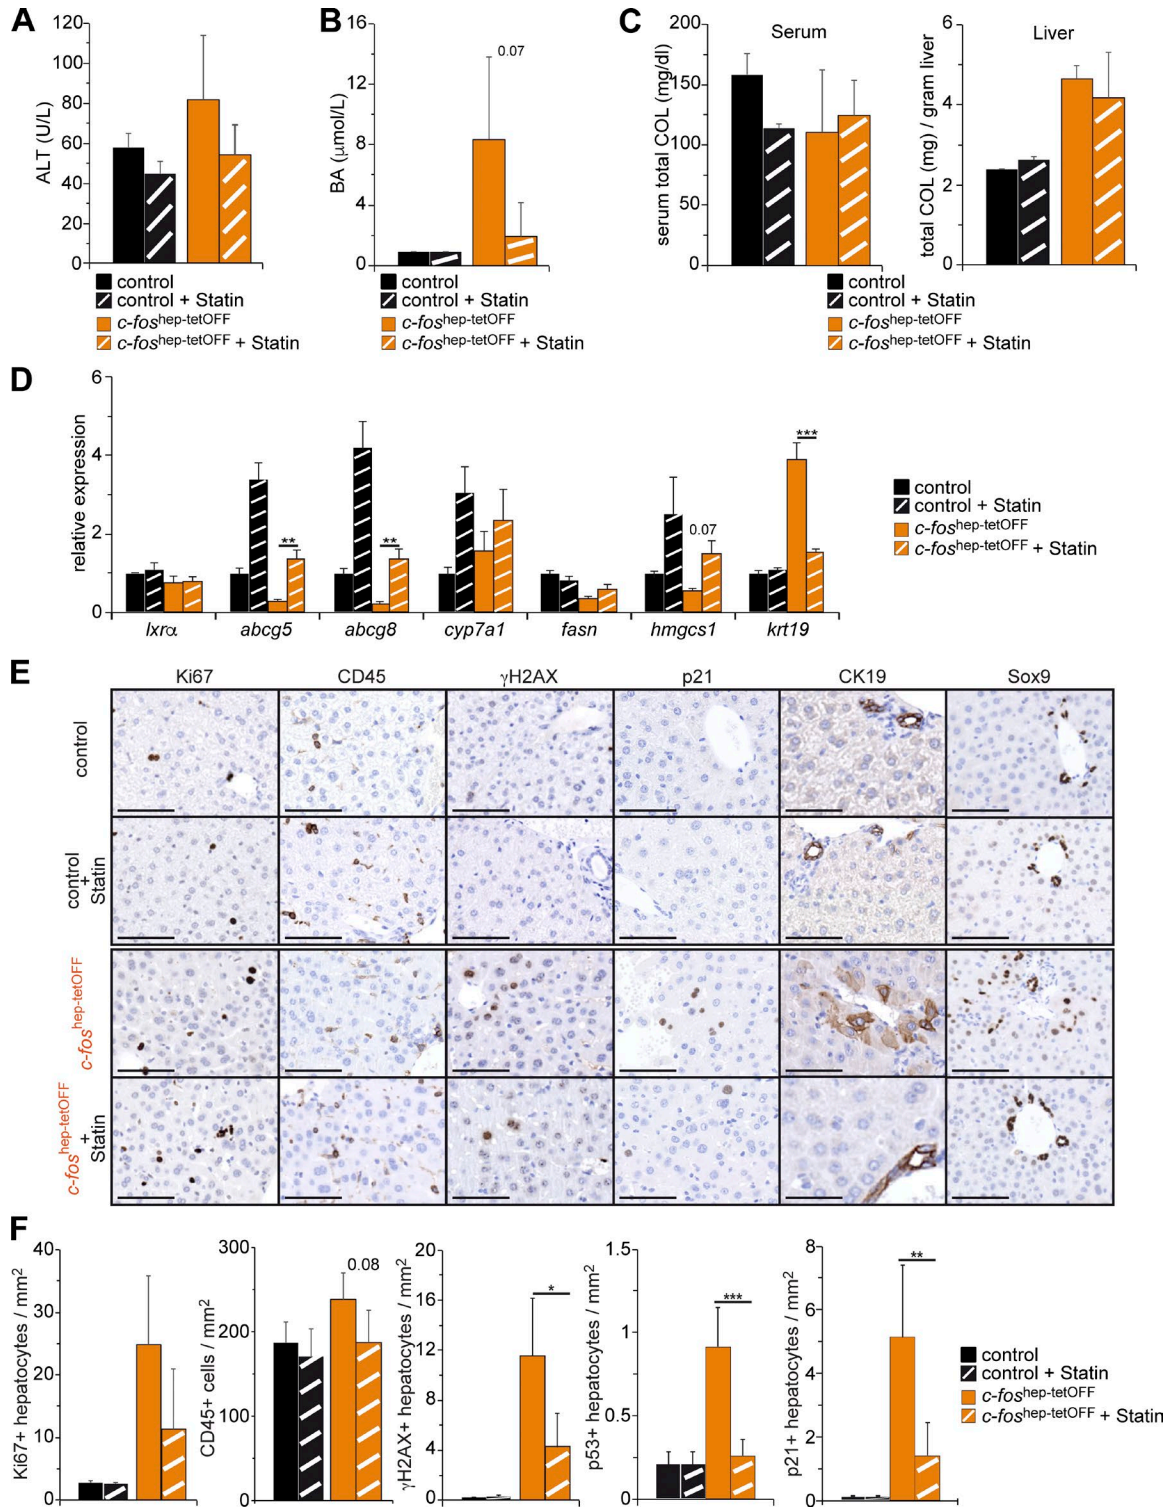 A
ALT (U/L)
120
100
80
60
40
20
0
control
control + Statin
c-fos hep-tetOFF
c-fos hep-tetOFF + Statin
B
BA (μmol/L)
16
12
8
4
0
0.07
control
control + Statin
c-fos hep-tetOFF
c-fos hep-tetOFF + Statin
C
serum total COL (mg/dl)
200
150
100
50
0
Serum
total COL (mg) / gram liver
6
4
2
0
Liver
control
control + Statin
c-fos hep-tetOFF
c-fos hep-tetOFF + Statin
D
relative expression
6
4
2
0
** ** 0.07 ***
lxrα abcg5 abcg8 cyp7a1 fasn hmgcs1 krt19
control
control + Statin
c-fos hep-tetOFF
c-fos hep-tetOFF + Statin
E
Ki67 CD45 γH2AX p21 CK19 Sox9
control
control
+
Statin
c-fos hep-tetOFF
c-fos hep-tetOFF
+
Statin
F
Ki67+ hepatocytes / mm2
40
30
20
10
0
CD45+ cells / mm2
300
200
100
0
0.08
γH2AX+ hepatocytes / mm2
20
16
12
8
4
0
*
p53+ hepatocytes / mm2
1.5
1
0.5
0
***
p21+ hepatocytes / mm2
8
6
4
2
0
**
control
control + Statin
c-fos hep-tetOFF
c-fos hep-tetOFF + Statin